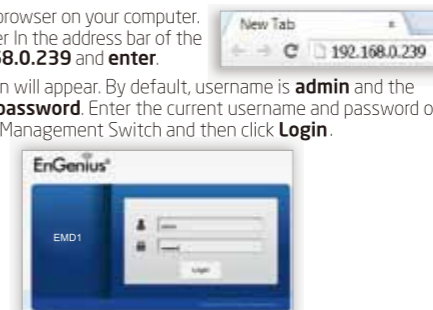 browser on your computer.
er In the address bar of the
68.0.239 and enter.
New Tab
x
C 192.168.0.239
n will appear. By default, username is admin and the
password. Enter the current username and password o
Management Switch and then click Login.
EnGenius®
EMD1
Login